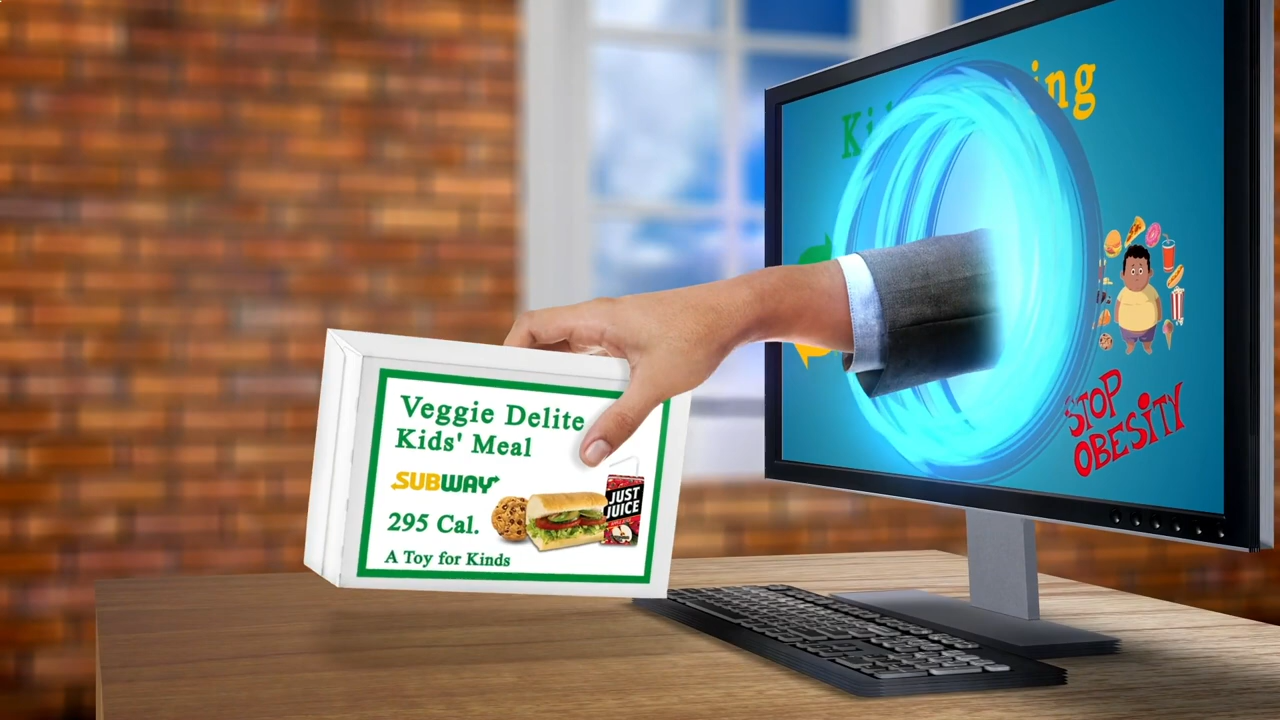 Veggie Delite
Kids' Meal
SUBWAY
295 Cal.
A Toy for Kinds
JUST
JUICE
STOP
OBESITY